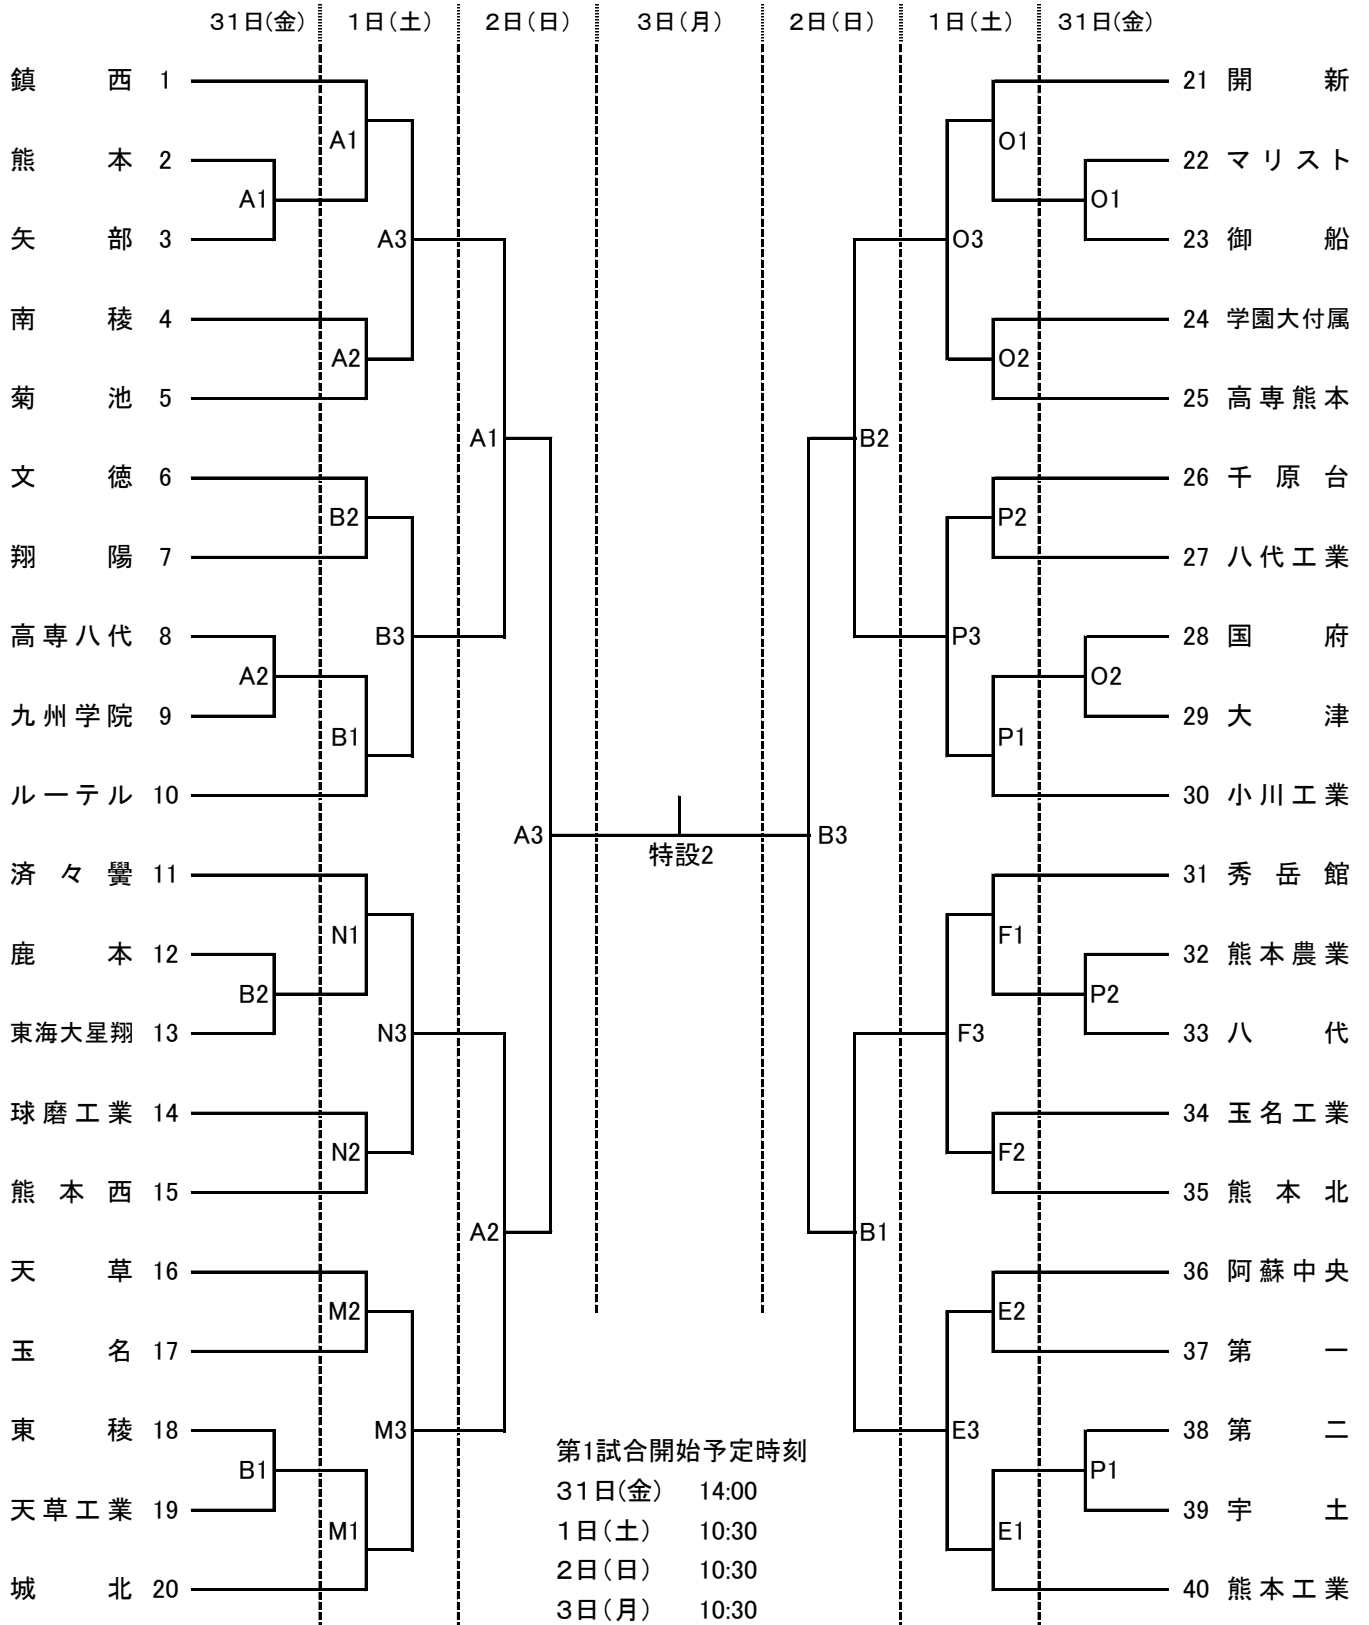 31日(金) 1日(土) 2日(日) 3日(月) 2日(日) 1日(土) 31日(金)
鎮西 1 21 開新
A1 O1
熊本 2 22 マリスト
A1 O1
矢部 3 A3 O3 23 御船
南稜 4 24 学園大付属
A2 O2
菊池 5 25 高専熊本
A1 B2
文徳 6 26 千原台
B2 P2
翔陽 7 27 八代工業
高専八代 8 B3 P3 28 国府
A2 O2
九州学院 9 29 大津
B1 P1
ルーテル 10 30 小川工業
A3 B3
特設2
済々黌 11 31 秀岳館
N1 F1
鹿本 12 32 熊本農業
B2 P2
東海大星翔 13 N3 F3 33 八代
球磨工業 14 34 玉名工業
N2 F2
熊本西 15 35 熊本北
A2 B1
天草 16 36 阿蘇中央
M2 E2
玉名 17 37 第一
東稜 18 M3 E3 38 第二
第1試合開始予定時刻
B1 P1
31日(金) 14:00
天草工業 19 39 宇土
M1 1日(土) 10:30 E1
2日(日) 10:30
城北 20 40 熊本工業
3日(月) 10:30